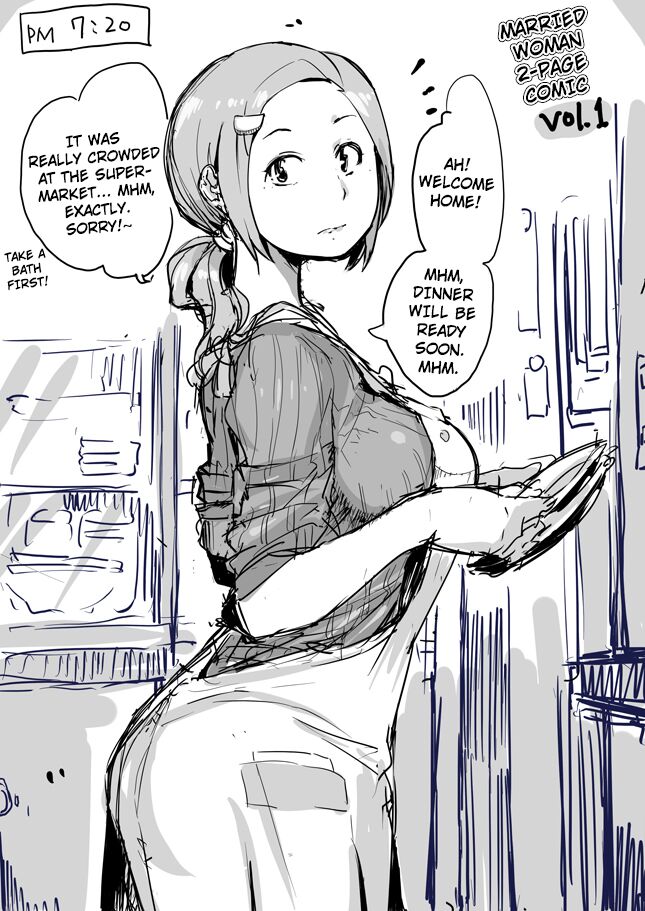 PM 7:20
MARRIED
WOMAN
2-PAGE
COMIC
Vol.1
AH!
WELCOME
HOME!
MHM,
DINNER
WILL BE
READY
SOON.
MHM.
IT WAS
REALLY CROWDED
AT THE SUPER-
MARKET... MHM,
EXACTLY.
SORRY!~
TAKE A
BATH
FIRST!